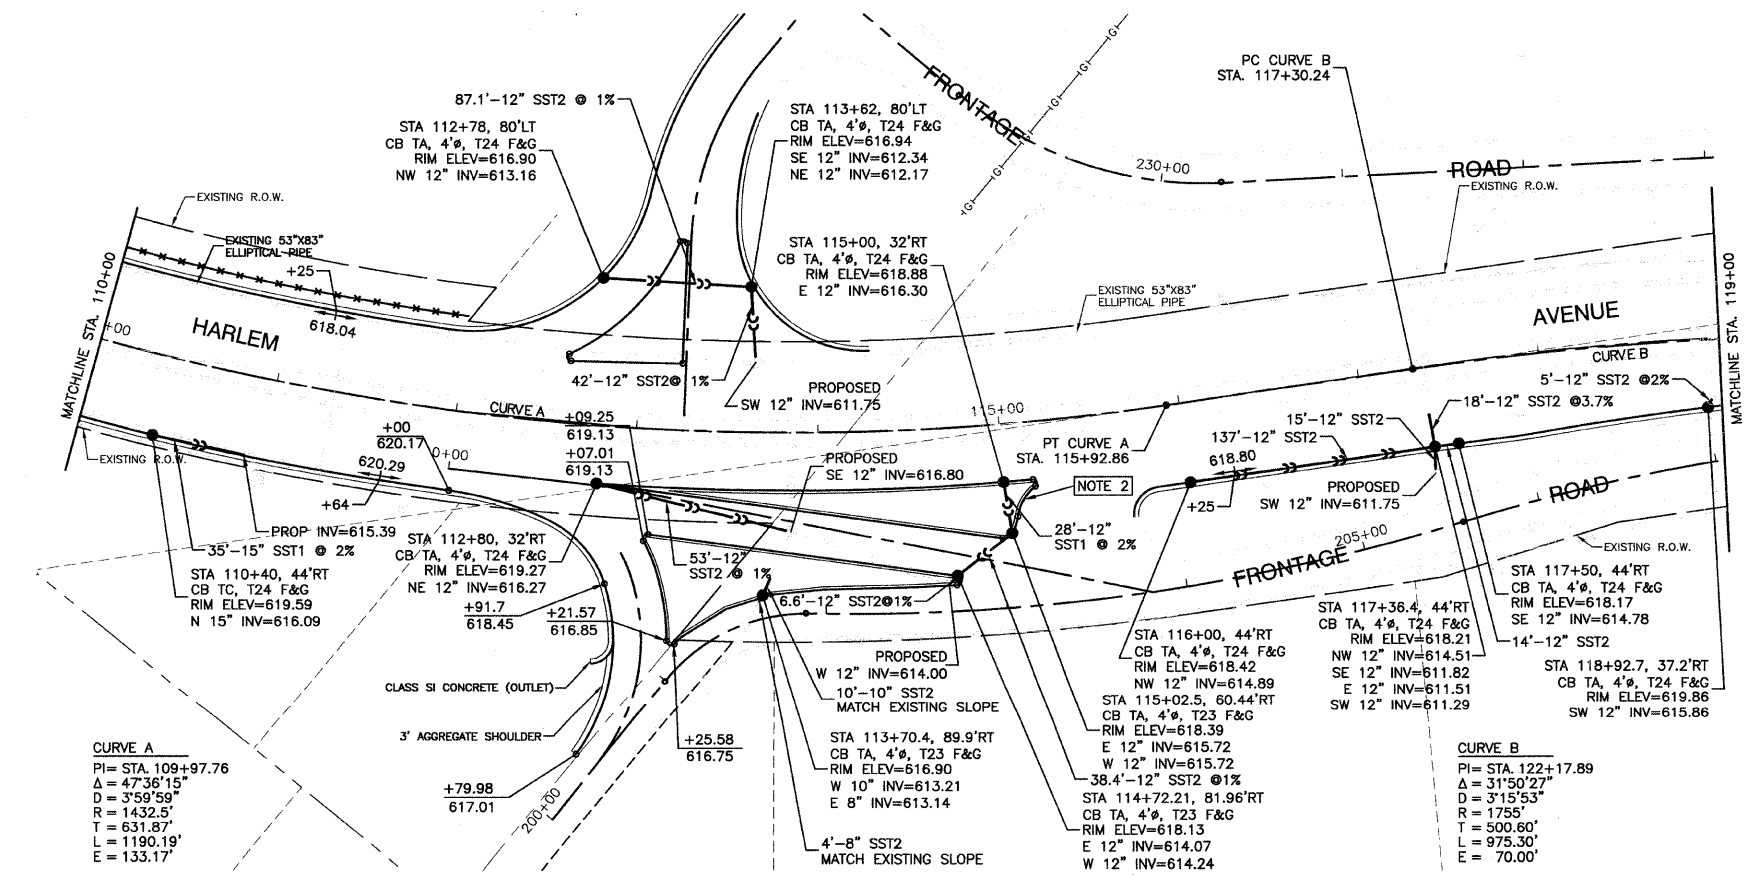 PC CURVE B
STA. 117+30.24
FRONTAGE
ROAD
230+00
EXISTING R.O.W.
87.1'-12" SST2 @ 1%
STA 112+78, 80'LT
CB TA, 4'ø, T24 F&G
RIM ELEV=616.90
NW 12" INV=613.16
STA 113+62, 80'LT
CB TA, 4'ø, T24 F&G
RIM ELEV=616.94
SE 12" INV=612.34
NE 12" INV=612.17
EXISTING R.O.W.
EXISTING 53"X83"
ELLIPTICAL PIPE
+25
618.04
MATCHLINE STA. 110+00
+00
HARLEM
STA 115+00, 32'RT
CB TA, 4'ø, T24 F&G
RIM ELEV=618.88
E 12" INV=616.30
EXISTING 53"X83"
ELLIPTICAL PIPE
AVENUE
MATCHLINE STA. 119+00
CURVE B
42'-12" SST2@ 1%
PROPOSED
SW 12" INV=611.75
115+00
CURVE A
PT CURVE A
STA. 115+92.86
5'-12" SST2 @2%
18'-12" SST2 @3.7%
15'-12" SST2
137'-12" SST2
618.80
+25
PROPOSED
SW 12" INV=611.75
+09.25
619.13
+07.01
619.13
+00
620.17
0+00
620.29
+64
EXISTING R.O.W.
PROPOSED
SE 12" INV=616.80
NOTE 2
28'-12"
SST1 @ 2%
PROP INV=615.39
35'-15" SST1 @ 2%
STA 110+40, 44'RT
CB TC, T24 F&G
RIM ELEV=619.59
N 15" INV=616.09
STA 112+80, 32'RT
CB TA, 4'ø, T24 F&G
RIM ELEV=619.27
NE 12" INV=616.27
53'-12"
SST2 @ 1%
+91.7
618.45
+21.57
616.85
6.6'-12" SST2@1%
FRONTAGE
205+00
ROAD
EXISTING R.O.W.
CLASS SI CONCRETE (OUTLET)
3' AGGREGATE SHOULDER
+79.98
617.01
200+00
+25.58
616.75
PROPOSED
W 12" INV=614.00
10'-10" SST2
MATCH EXISTING SLOPE
STA 113+70.4, 89.9'RT
CB TA, 4'ø, T23 F&G
RIM ELEV=616.90
W 10" INV=613.21
E 8" INV=613.14
4'-8" SST2
MATCH EXISTING SLOPE
STA 116+00, 44'RT
CB TA, 4'ø, T24 F&G
RIM ELEV=618.42
NW 12" INV=614.89
STA 115+02.5, 60.44'RT
CB TA, 4'ø, T23 F&G
RIM ELEV=618.39
E 12" INV=615.72
W 12" INV=615.72
38.4'-12" SST2 @1%
STA 114+72.21, 81.96'RT
CB TA, 4'ø, T23 F&G
RIM ELEV=618.13
E 12" INV=614.07
W 12" INV=614.24
STA 117+36.4, 44'RT
CB TA, 4'ø, T24 F&G
RIM ELEV=618.21
NW 12" INV=614.51
SE 12" INV=611.82
E 12" INV=611.51
SW 12" INV=611.29
STA 117+50, 44'RT
CB TA, 4'ø, T24 F&G
RIM ELEV=618.17
SE 12" INV=614.78
14'-12" SST2
STA 118+92.7, 37.2'RT
CB TA, 4'ø, T24 F&G
RIM ELEV=619.86
SW 12" INV=615.86
CURVE A
PI= STA. 109+97.76
Δ = 47°36'15"
D = 3°59'59"
R = 1432.5'
T = 631.87'
L = 1190.19'
E = 133.17'
CURVE B
PI= STA. 122+17.89
Δ = 31°50'27"
D = 3°15'53"
R = 1755'
T = 500.60'
L = 975.30'
E = 70.00'
-G-
-G-
-G-
-G-
-G-